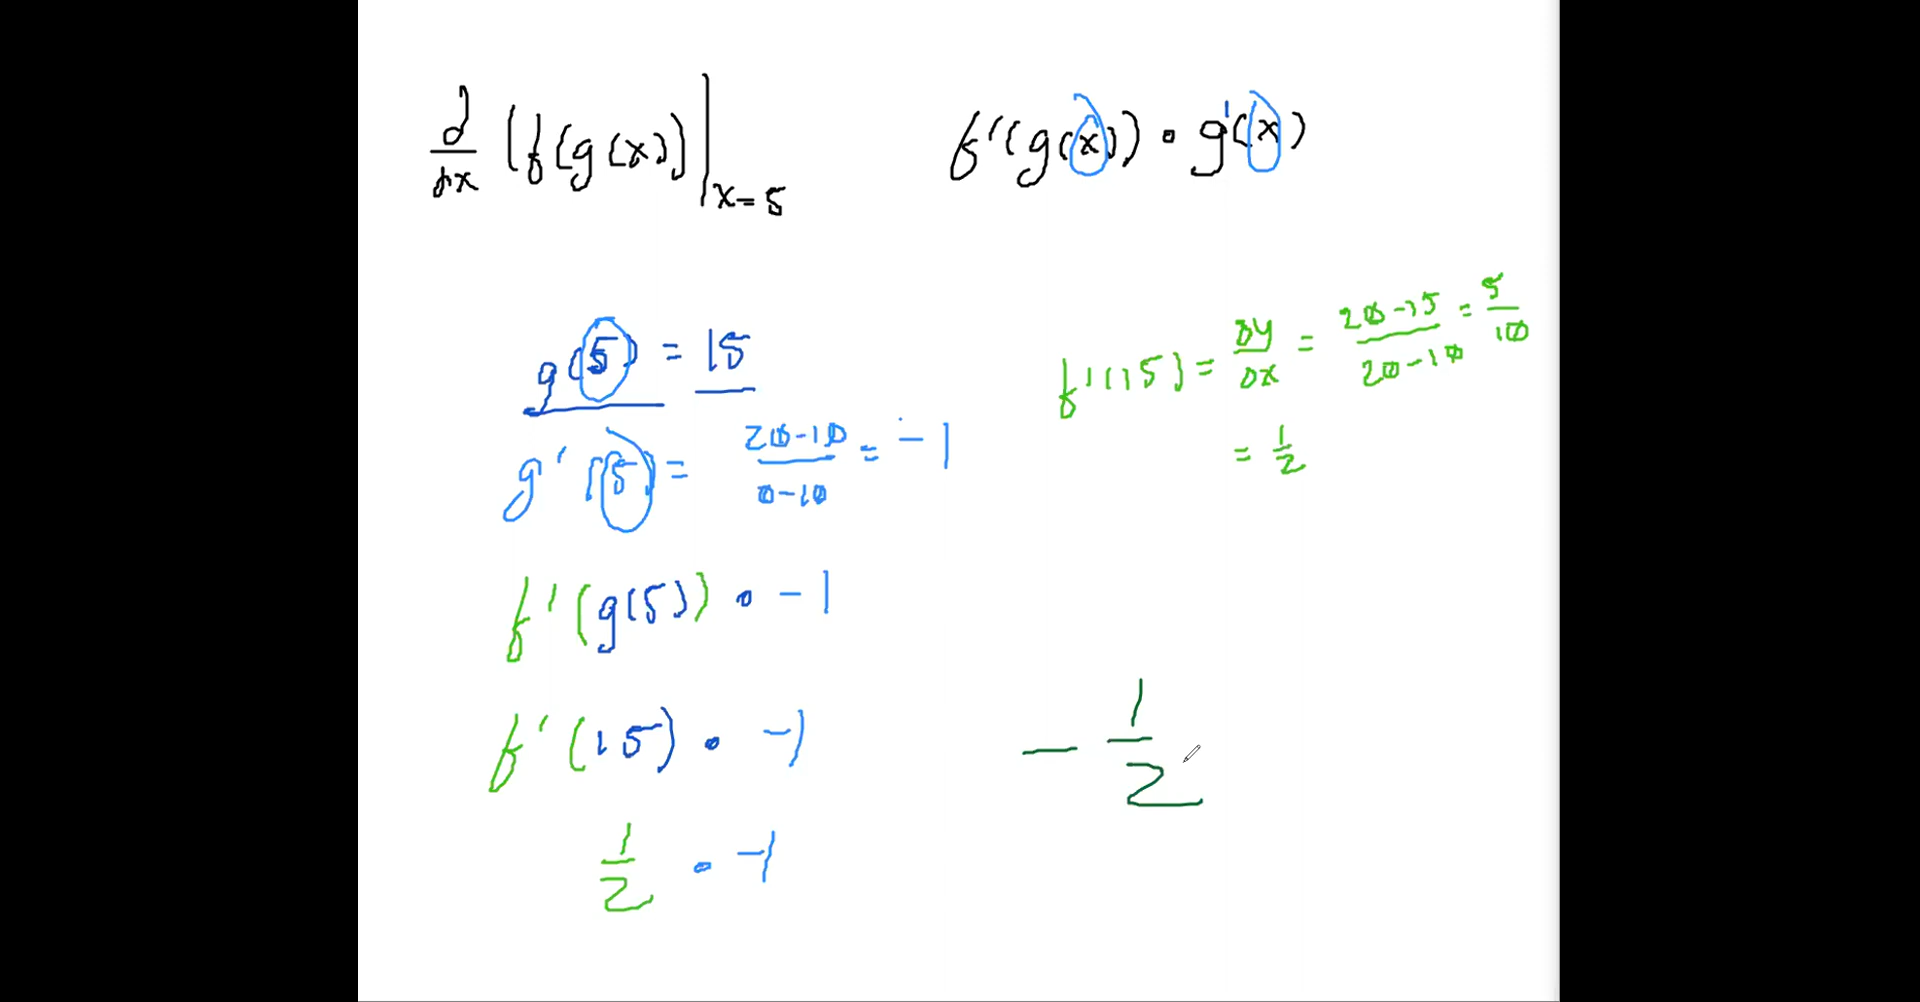 d/dx (f(g(x)))|x=5
f'(g(x)) • g'(x)
g(5) = 15
f'(15) = Δy/Δx = 20-15/20-10 = 5/10
= 1/2
g'(5) = 20-10/0-10 = -1
f'(g(5)) • -1
f'(15) • -1
- 1/2
1/2 • -1